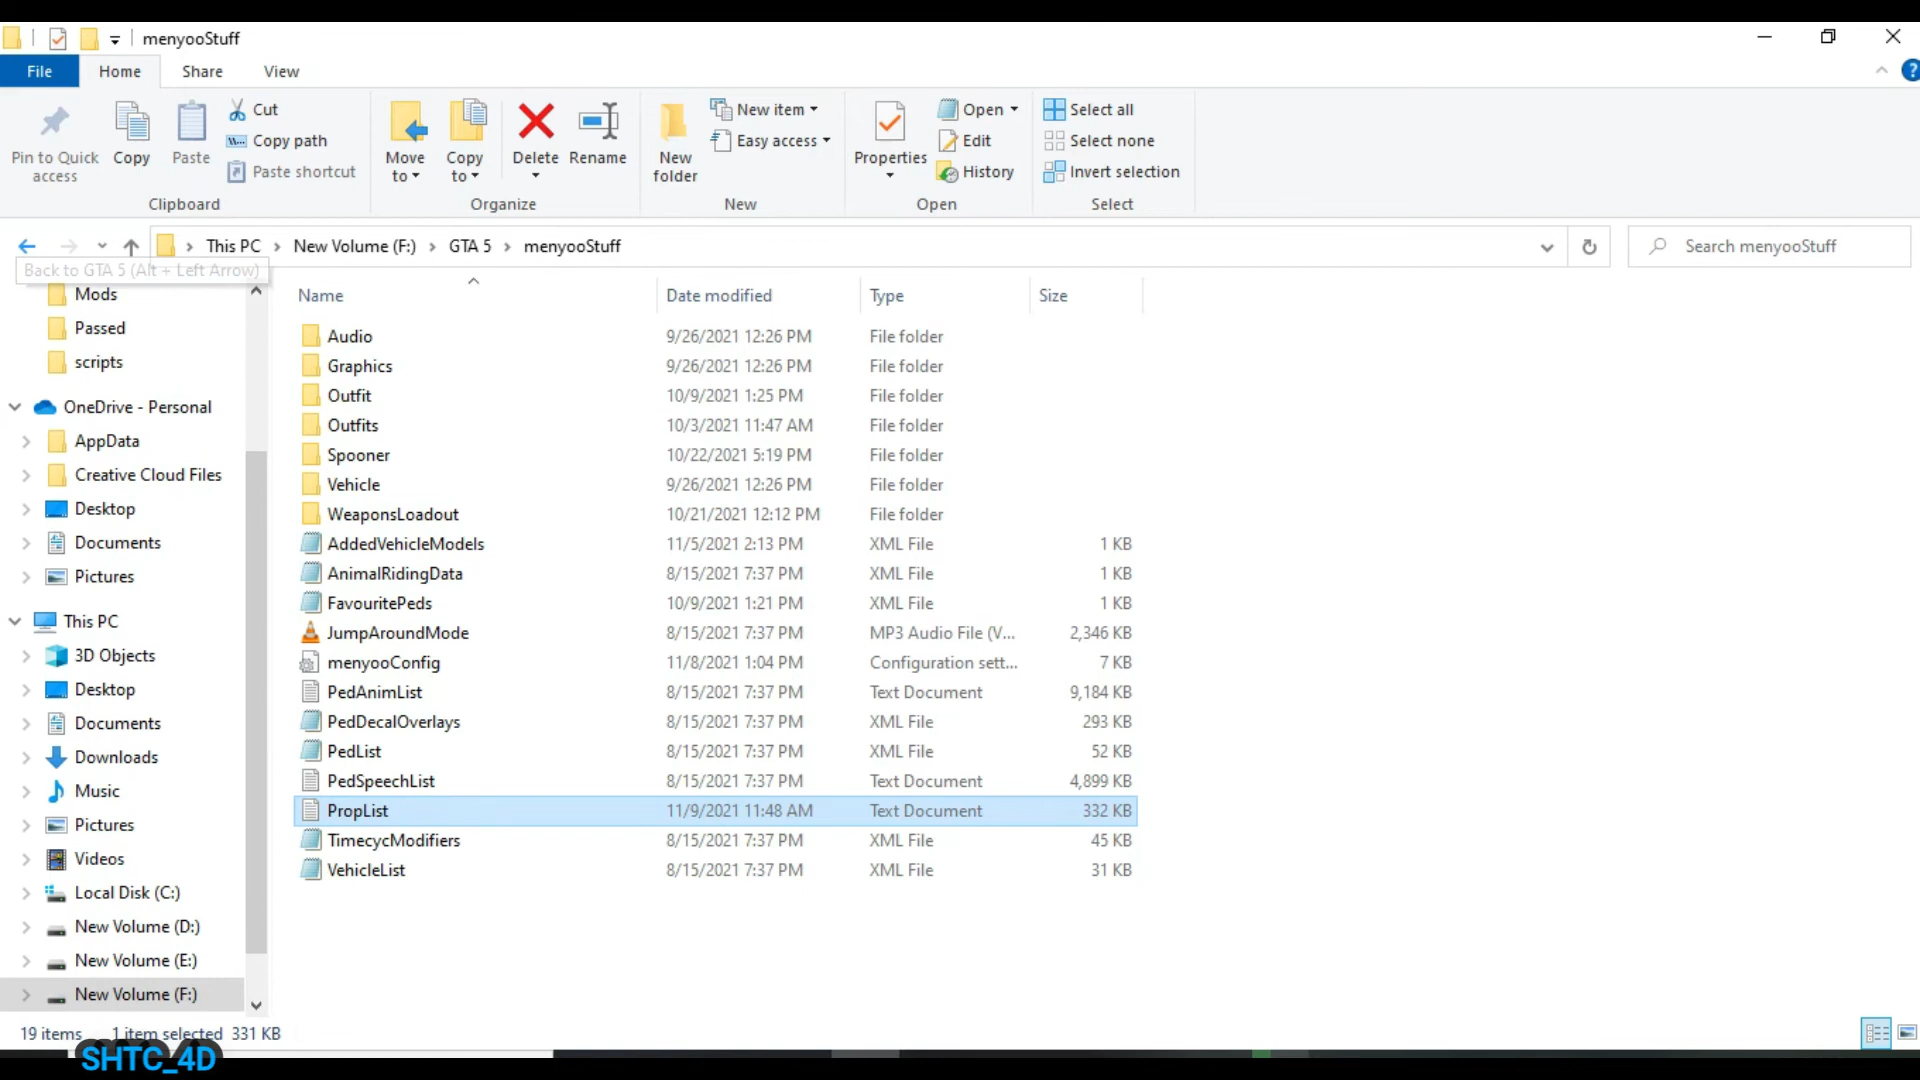 menyooStuff
File Home Share View
Pin to Quick access
Copy
Paste
Cut
Copy path
Paste shortcut
Clipboard
Move to
Copy to
Delete
Rename
Organize
New folder
New item
Easy access
New
Properties
Open
Edit
History
Open
Select all
Select none
Invert selection
Select
This PC New Volume (F:) GTA 5 menyooStuff
Search menyooStuff
Back to GTA 5 (Alt + Left Arrow)
Mods
Passed
scripts
OneDrive - Personal
AppData
Creative Cloud Files
Desktop
Documents
Pictures
This PC
3D Objects
Desktop
Documents
Downloads
Music
Pictures
Videos
Local Disk (C:)
New Volume (D:)
New Volume (E:)
New Volume (F:)
Name Date modified Type Size
Audio 9/26/2021 12:26 PM File folder
Graphics 9/26/2021 12:26 PM File folder
Outfit 10/9/2021 1:25 PM File folder
Outfits 10/3/2021 11:47 AM File folder
Spooner 10/22/2021 5:19 PM File folder
Vehicle 9/26/2021 12:26 PM File folder
WeaponsLoadout 10/21/2021 12:12 PM File folder
AddedVehicleModels 11/5/2021 2:13 PM XML File 1 KB
AnimalRidingData 8/15/2021 7:37 PM XML File 1 KB
FavouritePeds 10/9/2021 1:21 PM XML File 1 KB
JumpAroundMode 8/15/2021 7:37 PM MP3 Audio File (V... 2,346 KB
menyooConfig 11/8/2021 1:04 PM Configuration sett... 7 KB
PedAnimList 8/15/2021 7:37 PM Text Document 9,184 KB
PedDecalOverlays 8/15/2021 7:37 PM XML File 293 KB
PedList 8/15/2021 7:37 PM XML File 52 KB
PedSpeechList 8/15/2021 7:37 PM Text Document 4,899 KB
PropList 11/9/2021 11:48 AM Text Document 332 KB
TimecycModifiers 8/15/2021 7:37 PM XML File 45 KB
VehicleList 8/15/2021 7:37 PM XML File 31 KB
19 items 1 item selected 331 KB
SHTC_4D